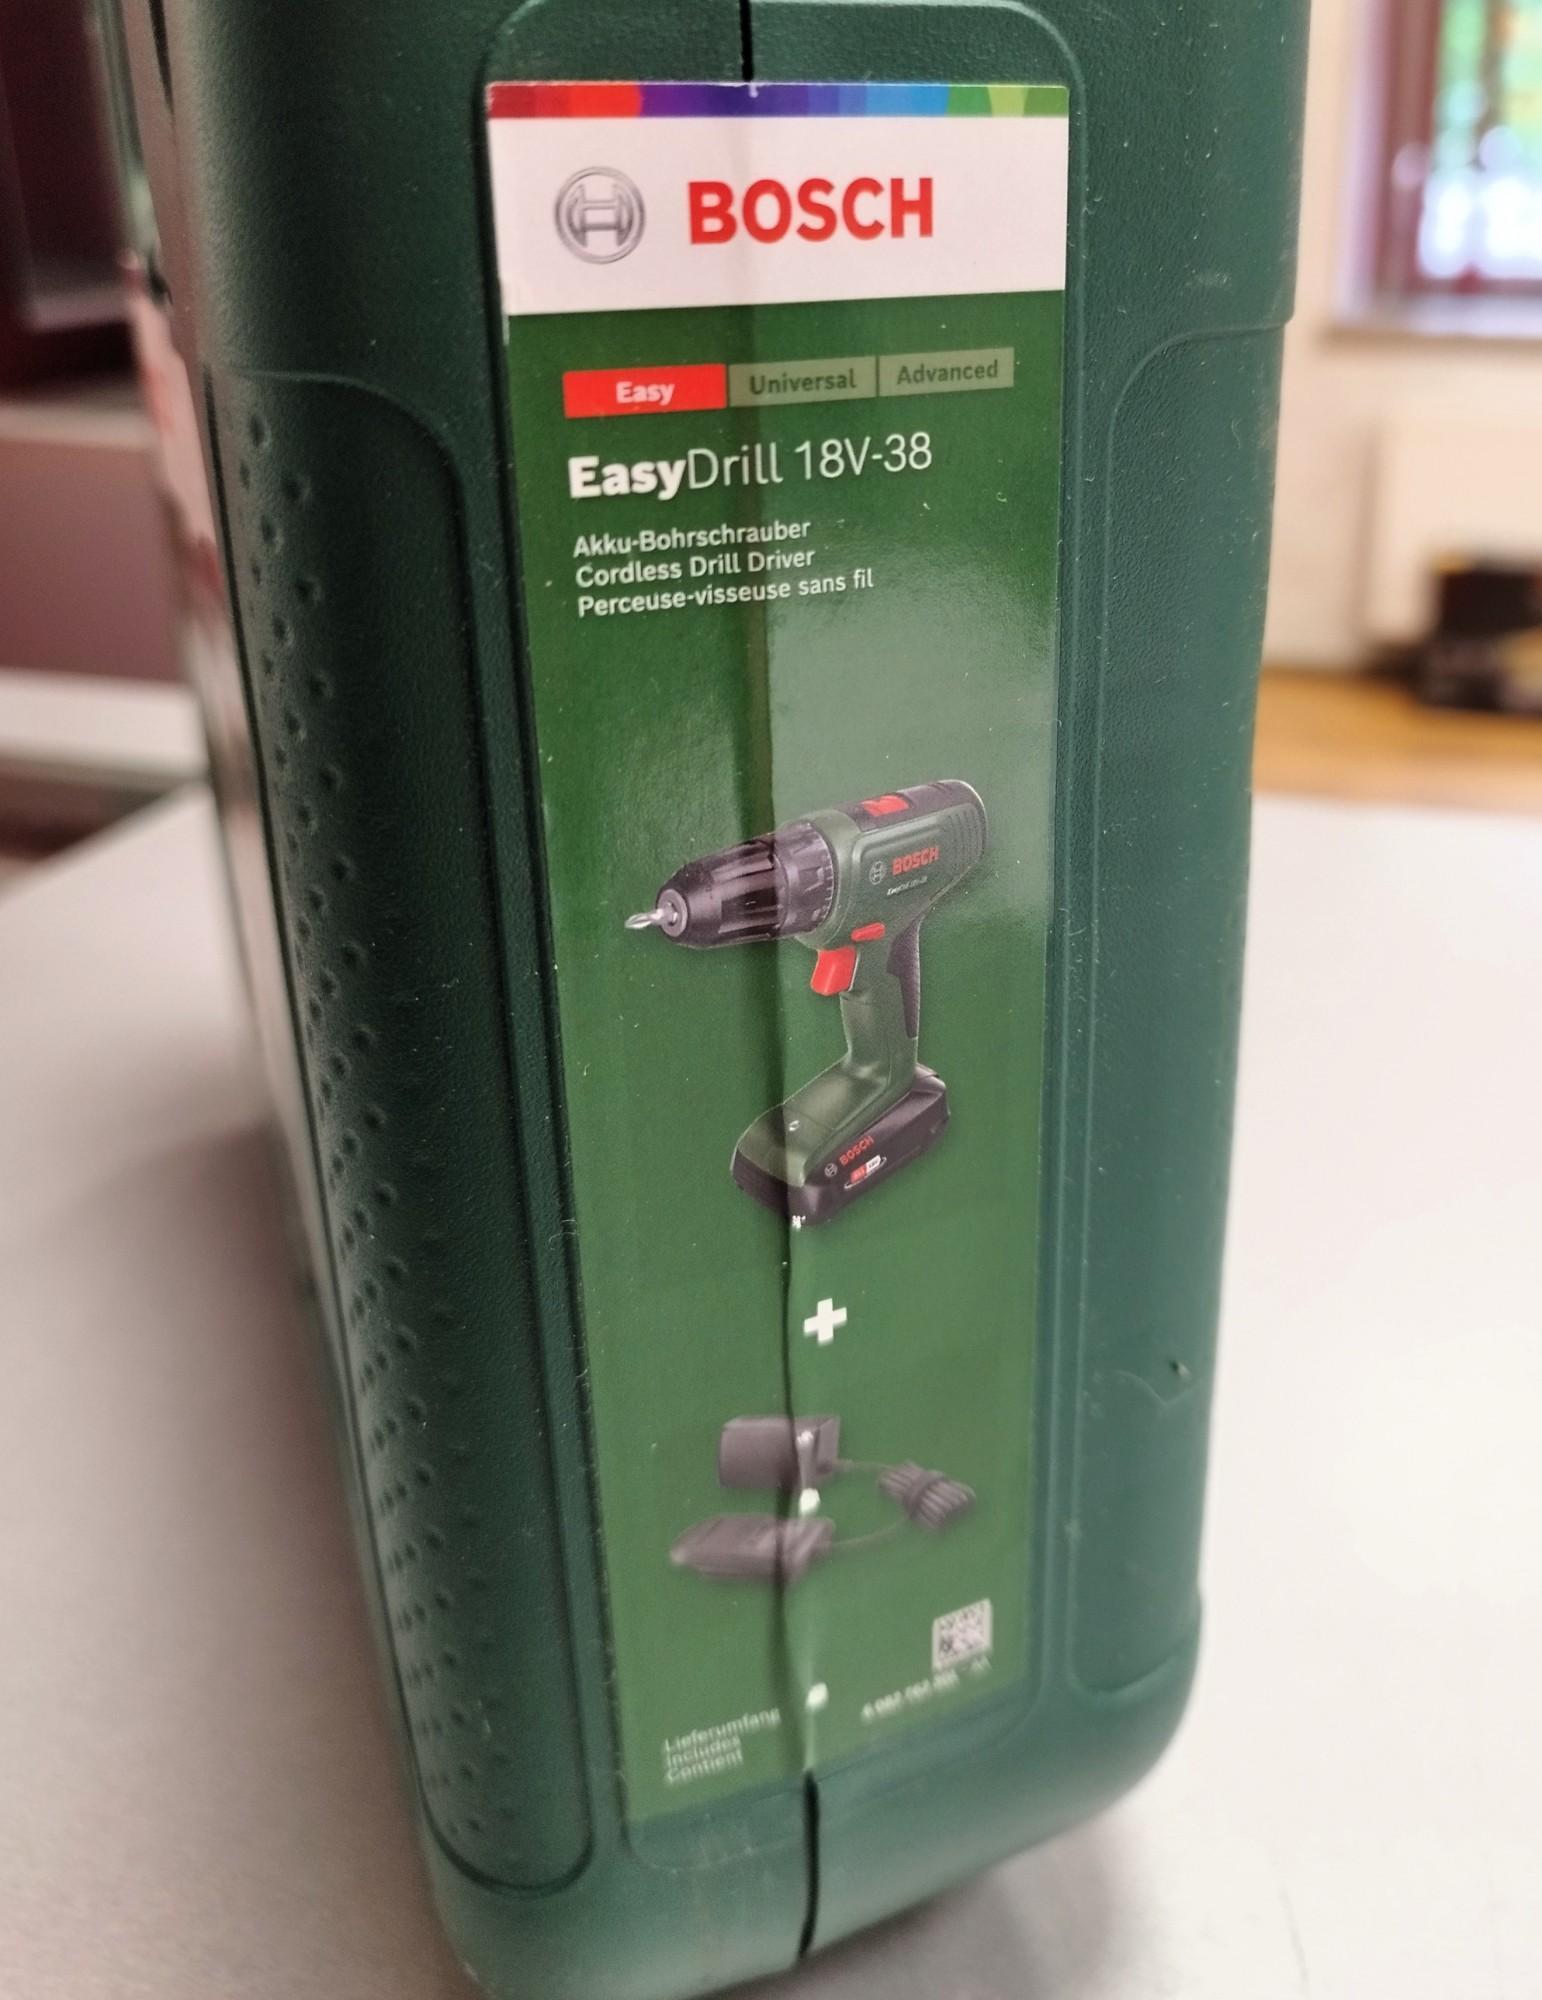 BOSCH
Easy Universal Advanced
EasyDrill 18V-38
Akku-Bohrschrauber
Cordless Drill Driver
Perceuse-visseuse sans fil
BOSCH
BOSCH
Lieferumfang
Includes
Contient